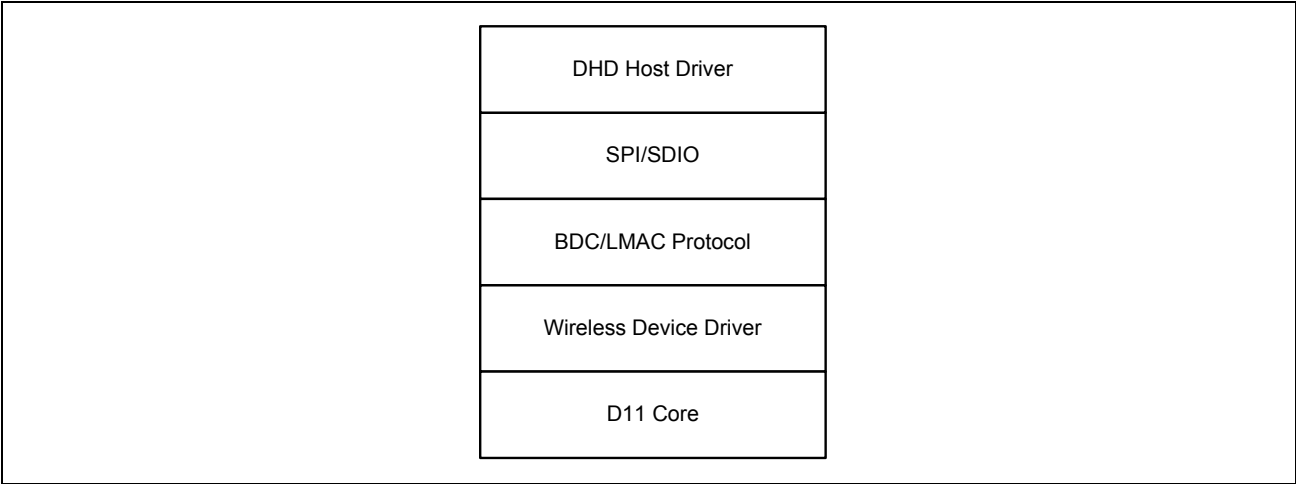 DHD Host Driver
SPI/SDIO
BDC/LMAC Protocol
Wireless Device Driver
D11 Core